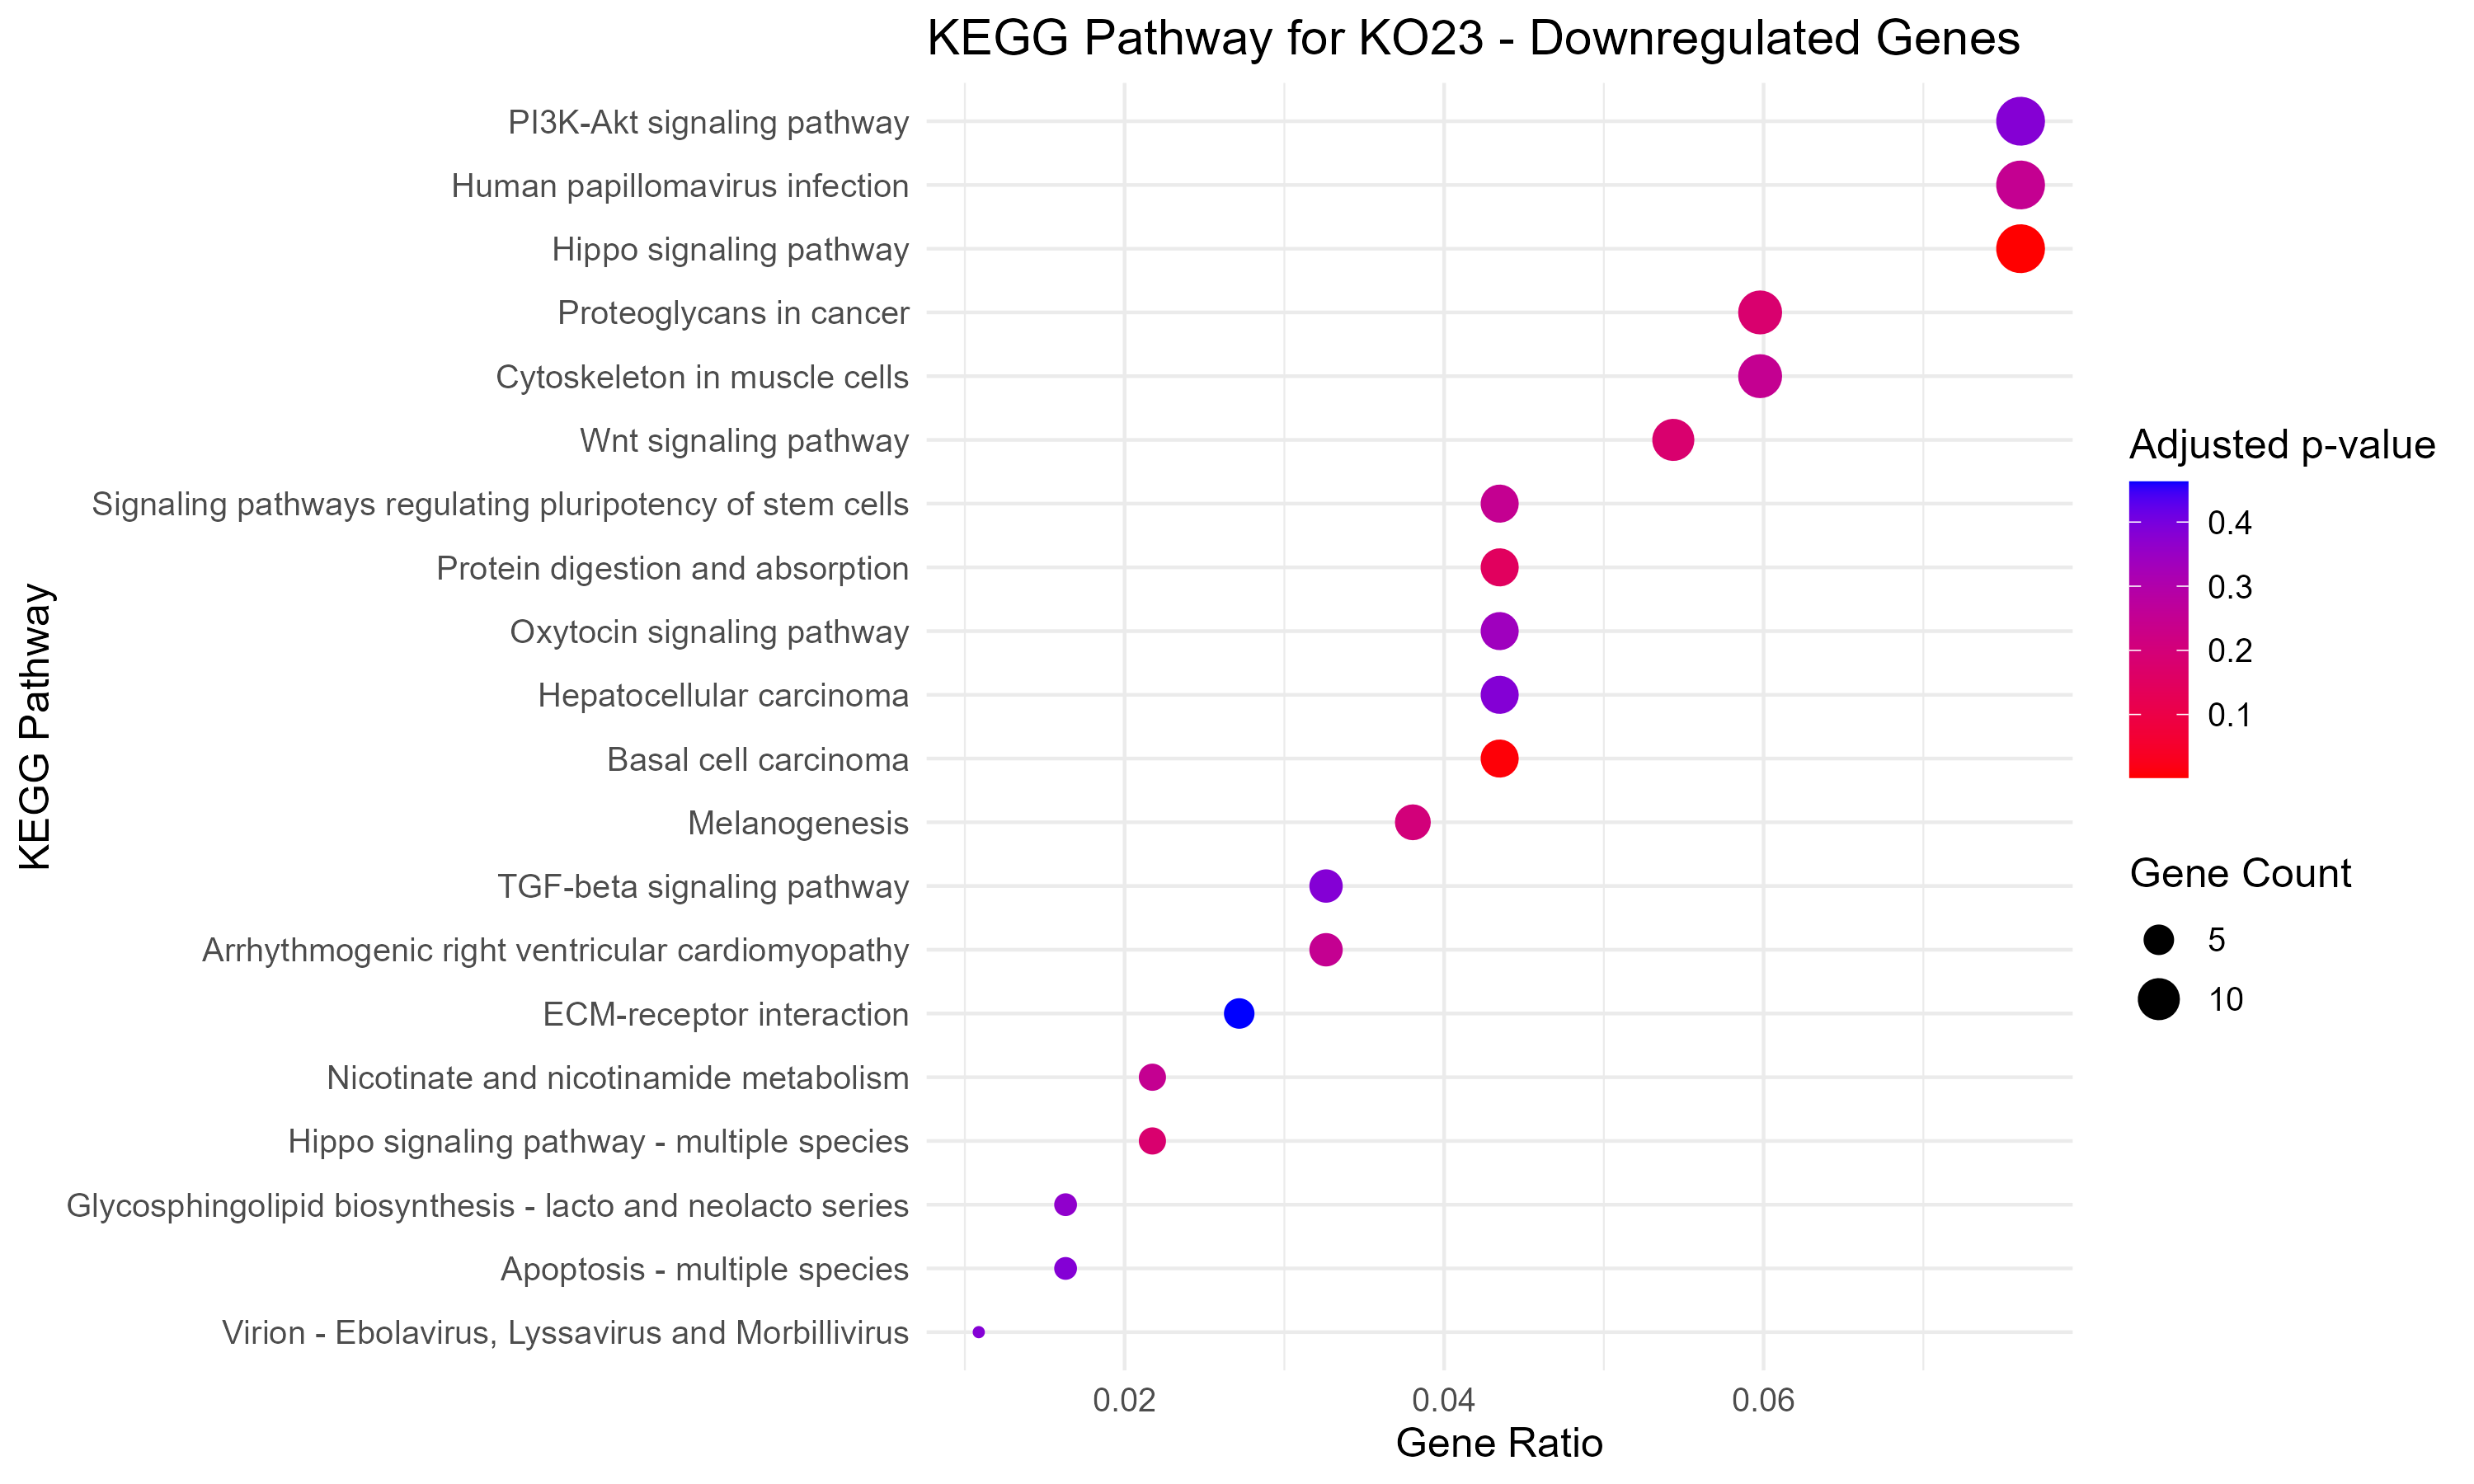 KEGG Pathway for KO23 - Downregulated Genes
KEGG Pathway
PI3K-Akt signaling pathway
Human papillomavirus infection
Hippo signaling pathway
Proteoglycans in cancer
Cytoskeleton in muscle cells
Wnt signaling pathway
Signaling pathways regulating pluripotency of stem cells
Protein digestion and absorption
Oxytocin signaling pathway
Hepatocellular carcinoma
Basal cell carcinoma
Melanogenesis
TGF-beta signaling pathway
Arrhythmogenic right ventricular cardiomyopathy
ECM-receptor interaction
Nicotinate and nicotinamide metabolism
Hippo signaling pathway - multiple species
Glycosphingolipid biosynthesis - lacto and neolacto series
Apoptosis - multiple species
Virion - Ebolavirus, Lyssavirus and Morbillivirus
0.02 0.04 0.06
Gene Ratio
Adjusted p-value
0.4
0.3
0.2
0.1
Gene Count
5
10